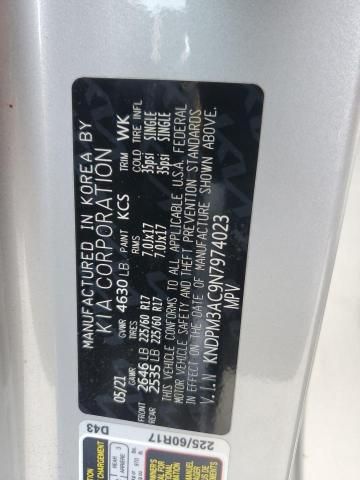 MANUFACTURED IN KOREA BY
KIA CORPORATION
05/21 GVWR 4630 LB PAINT KCS TRIM WK
GAWR TIRES RIMS COLD TIRE INFL
FRONT 2646 LB 225/60 R17 7.0Jx17 35psi SINGLE
REAR 2535 LB 225/60 R17 7.0Jx17 35psi SINGLE
THIS VEHICLE CONFORMS TO ALL APPLICABLE U.S.A. FEDERAL
MOTOR VEHICLE SAFETY AND THEFT PREVENTION STANDARDS
IN EFFECT ON THE DATE OF MANUFACTURE SHOWN ABOVE.
V.I.N KNDPM3AC9N7974023
MPV
D43
225/60R17
REAR 3
ARRIERE